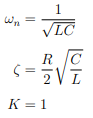 ωₙ = 1/√(LC)
ζ = R/2 √(C/L)
K = 1